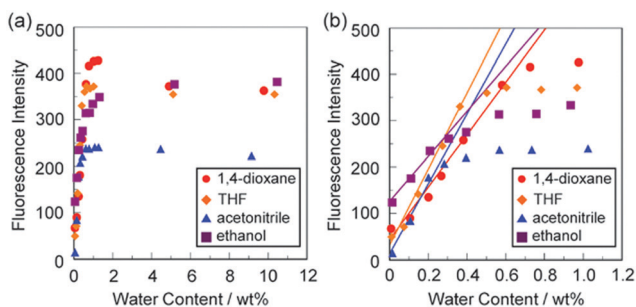 (a)
Fluorescence Intensity
500
400
300
200
100
0
0 2 4 6 8 10 12
Water Content / wt%
1,4-dioxane
THF
acetonitrile
ethanol
(b)
Fluorescence Intensity
500
400
300
200
100
0
0 0.2 0.4 0.6 0.8 1.0 1.2
Water Content / wt%
1,4-dioxane
THF
acetonitrile
ethanol